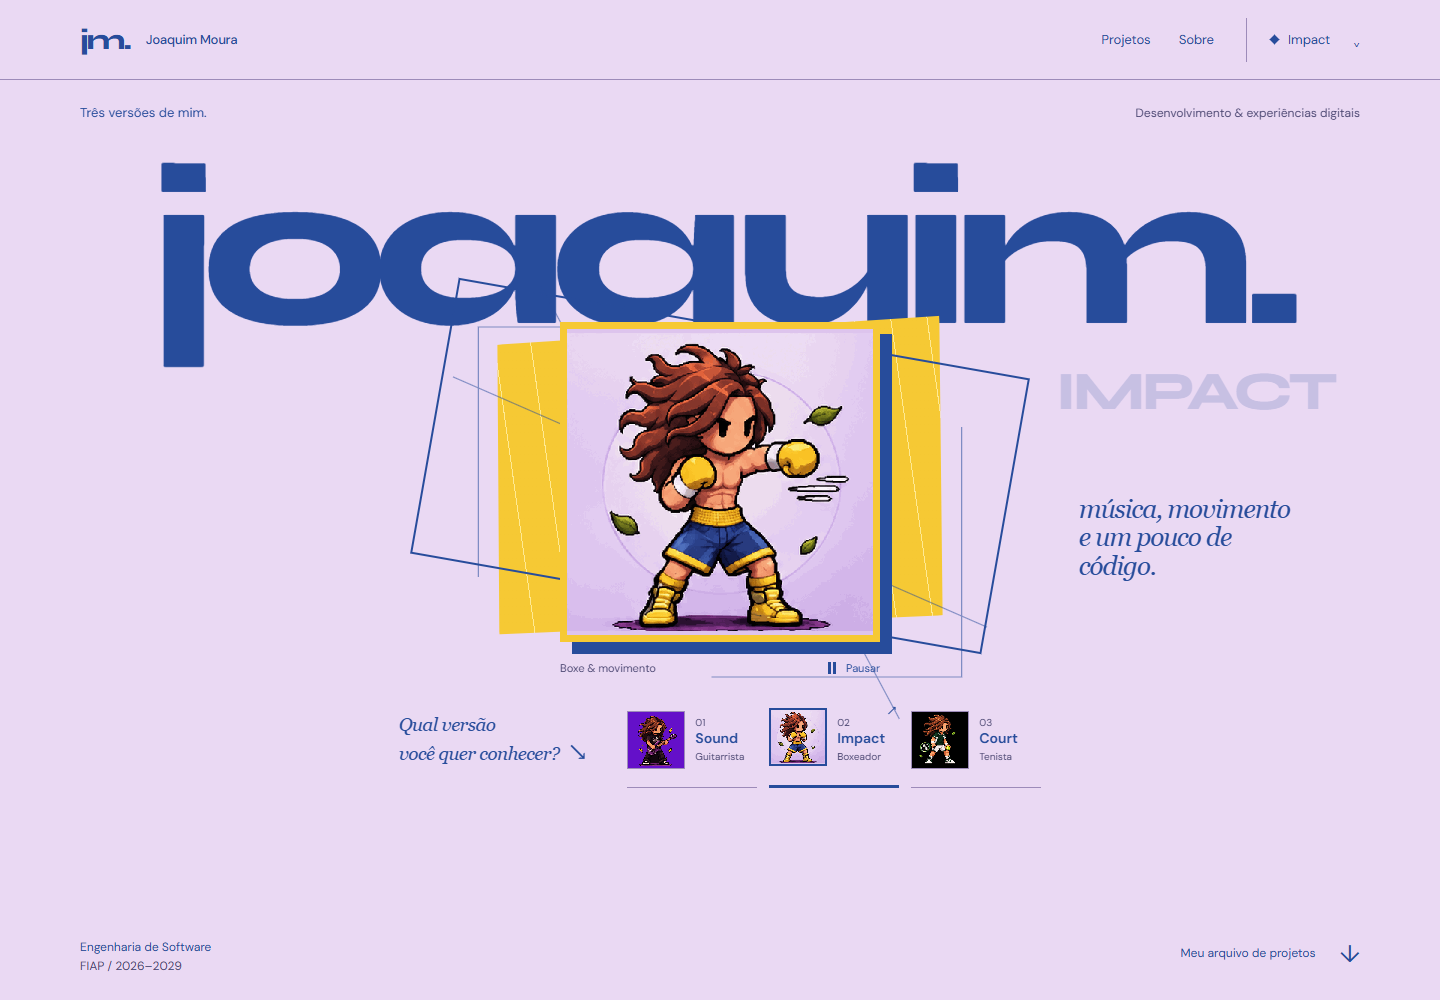 jm.
Joaquim Moura
Projetos
Sobre
Impact
Três versões de mim.
Desenvolvimento & experiências digitais
joaquim.
IMPACT
música, movimento
e um pouco de
código.
Boxe & movimento
Pausar
Qual versão
você quer conhecer?
01
Sound
Guitarrista
02
Impact
Boxeador
03
Court
Tenista
Engenharia de Software
FIAP / 2026–2029
Meu arquivo de projetos